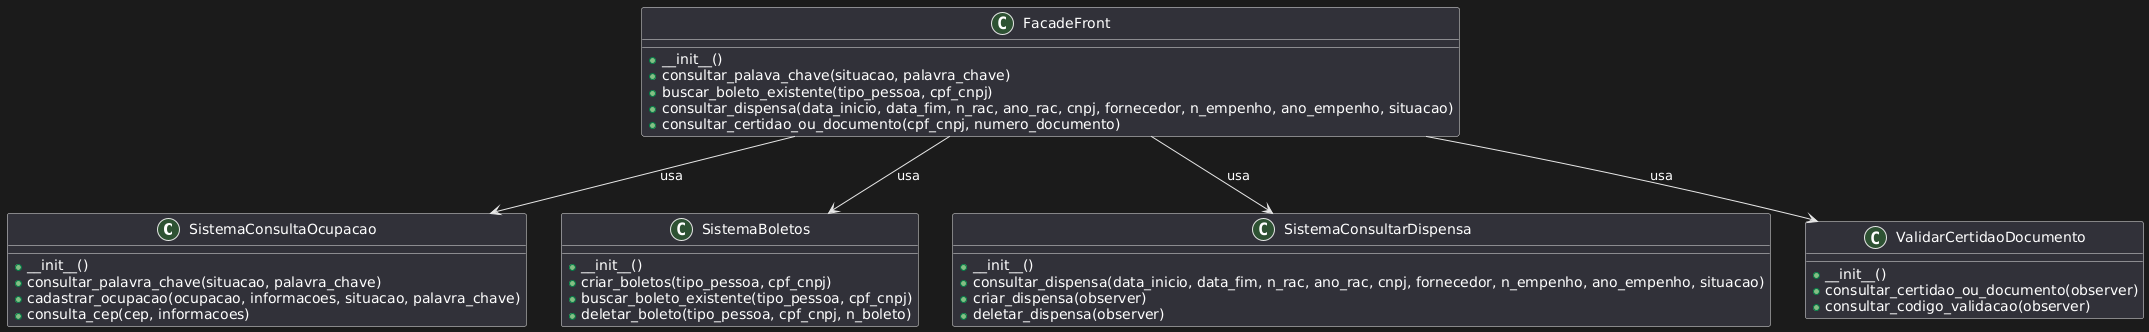 C FacadeFront
__init__()
consultar_palava_chave(situacao, palavra_chave)
buscar_boleto_existente(tipo_pessoa, cpf_cnpj)
consultar_dispensa(data_inicio, data_fim, n_rac, ano_rac, cnpj, fornecedor, n_empenho, ano_empenho, situacao)
consultar_certidao_ou_documento(cpf_cnpj, numero_documento)
usa
usa
usa
usa
C SistemaConsultaOcupacao
__init__()
consultar_palavra_chave(situacao, palavra_chave)
cadastrar_ocupacao(ocupacao, informacoes, situacao, palavra_chave)
consulta_cep(cep, informacoes)
C SistemaBoletos
__init__()
criar_boletos(tipo_pessoa, cpf_cnpj)
buscar_boleto_existente(tipo_pessoa, cpf_cnpj)
deletar_boleto(tipo_pessoa, cpf_cnpj, n_boleto)
C SistemaConsultarDispensa
__init__()
consultar_dispensa(data_inicio, data_fim, n_rac, ano_rac, cnpj, fornecedor, n_empenho, ano_empenho, situacao)
criar_dispensa(observer)
deletar_dispensa(observer)
C ValidarCertidaoDocumento
__init__()
consultar_certidao_ou_documento(observer)
consultar_codigo_validacao(observer)